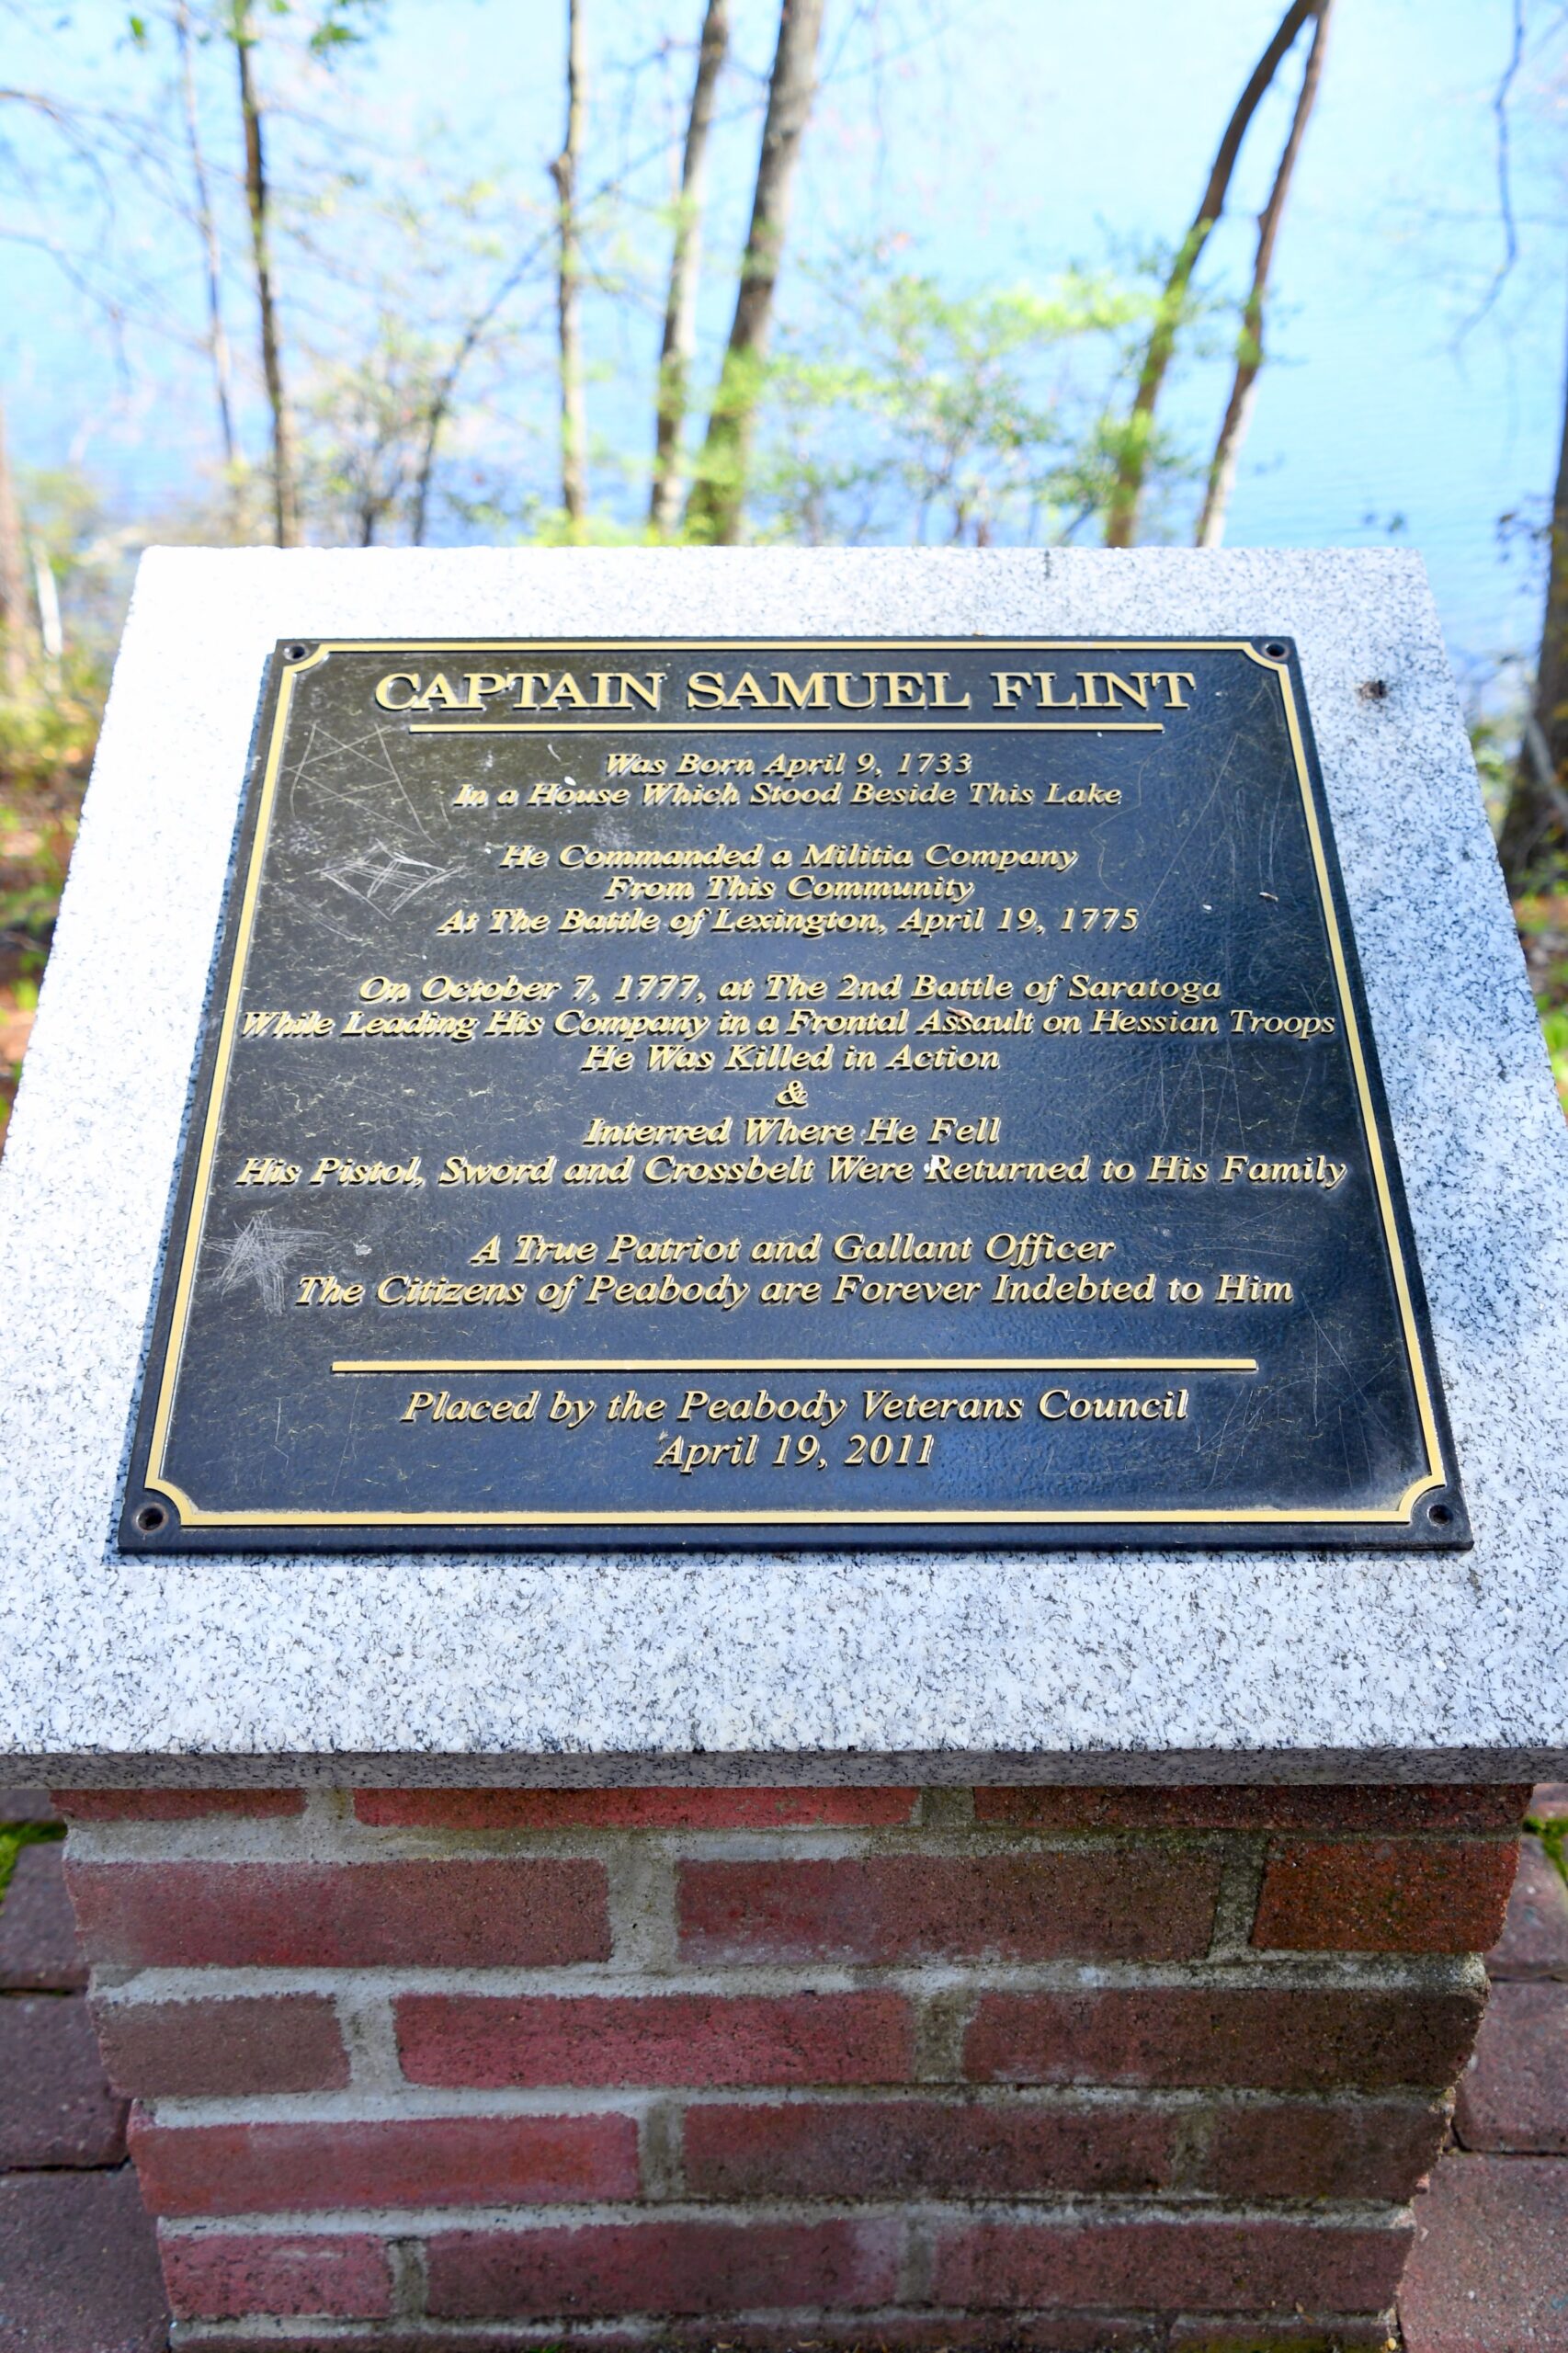 CAPTAIN SAMUEL FLINT
Was Born April 9, 1733
In a House Which Stood Beside This Lake
He Commanded a Militia Company
From This Community
At The Battle of Lexington, April 19, 1775
On October 7, 1777, at The 2nd Battle of Saratoga
While Leading His Company in a Frontal Assault on Hessian Troops
He Was Killed in Action
&
Interred Where He Fell
His Pistol, Sword and Crossbelt Were Returned to His Family
A True Patriot and Gallant Officer
The Citizens of Peabody are Forever Indebted to Him
Placed by the Peabody Veterans Council
April 19, 2011